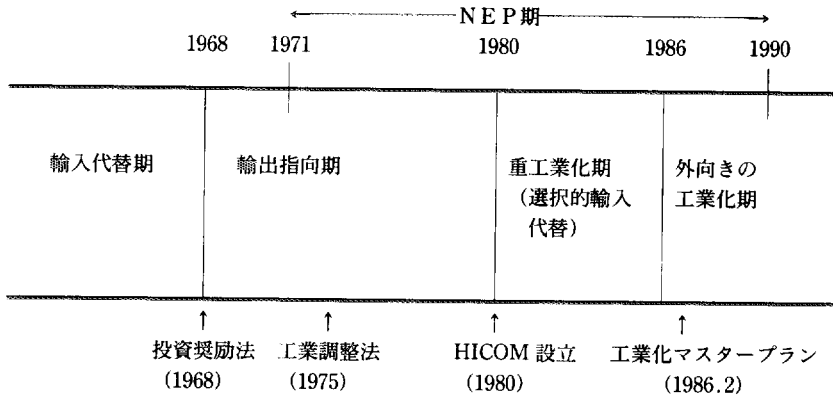 NEP期
1968 1971 1980 1986 1990
輸入代替期
輸出指向期
重工業化期
（選択的輸入
代替）
外向きの
工業化期
投資奨励法
(1968)
工業調整法
(1975)
HICOM 設立
(1980)
工業化マスタープラン
(1986.2)